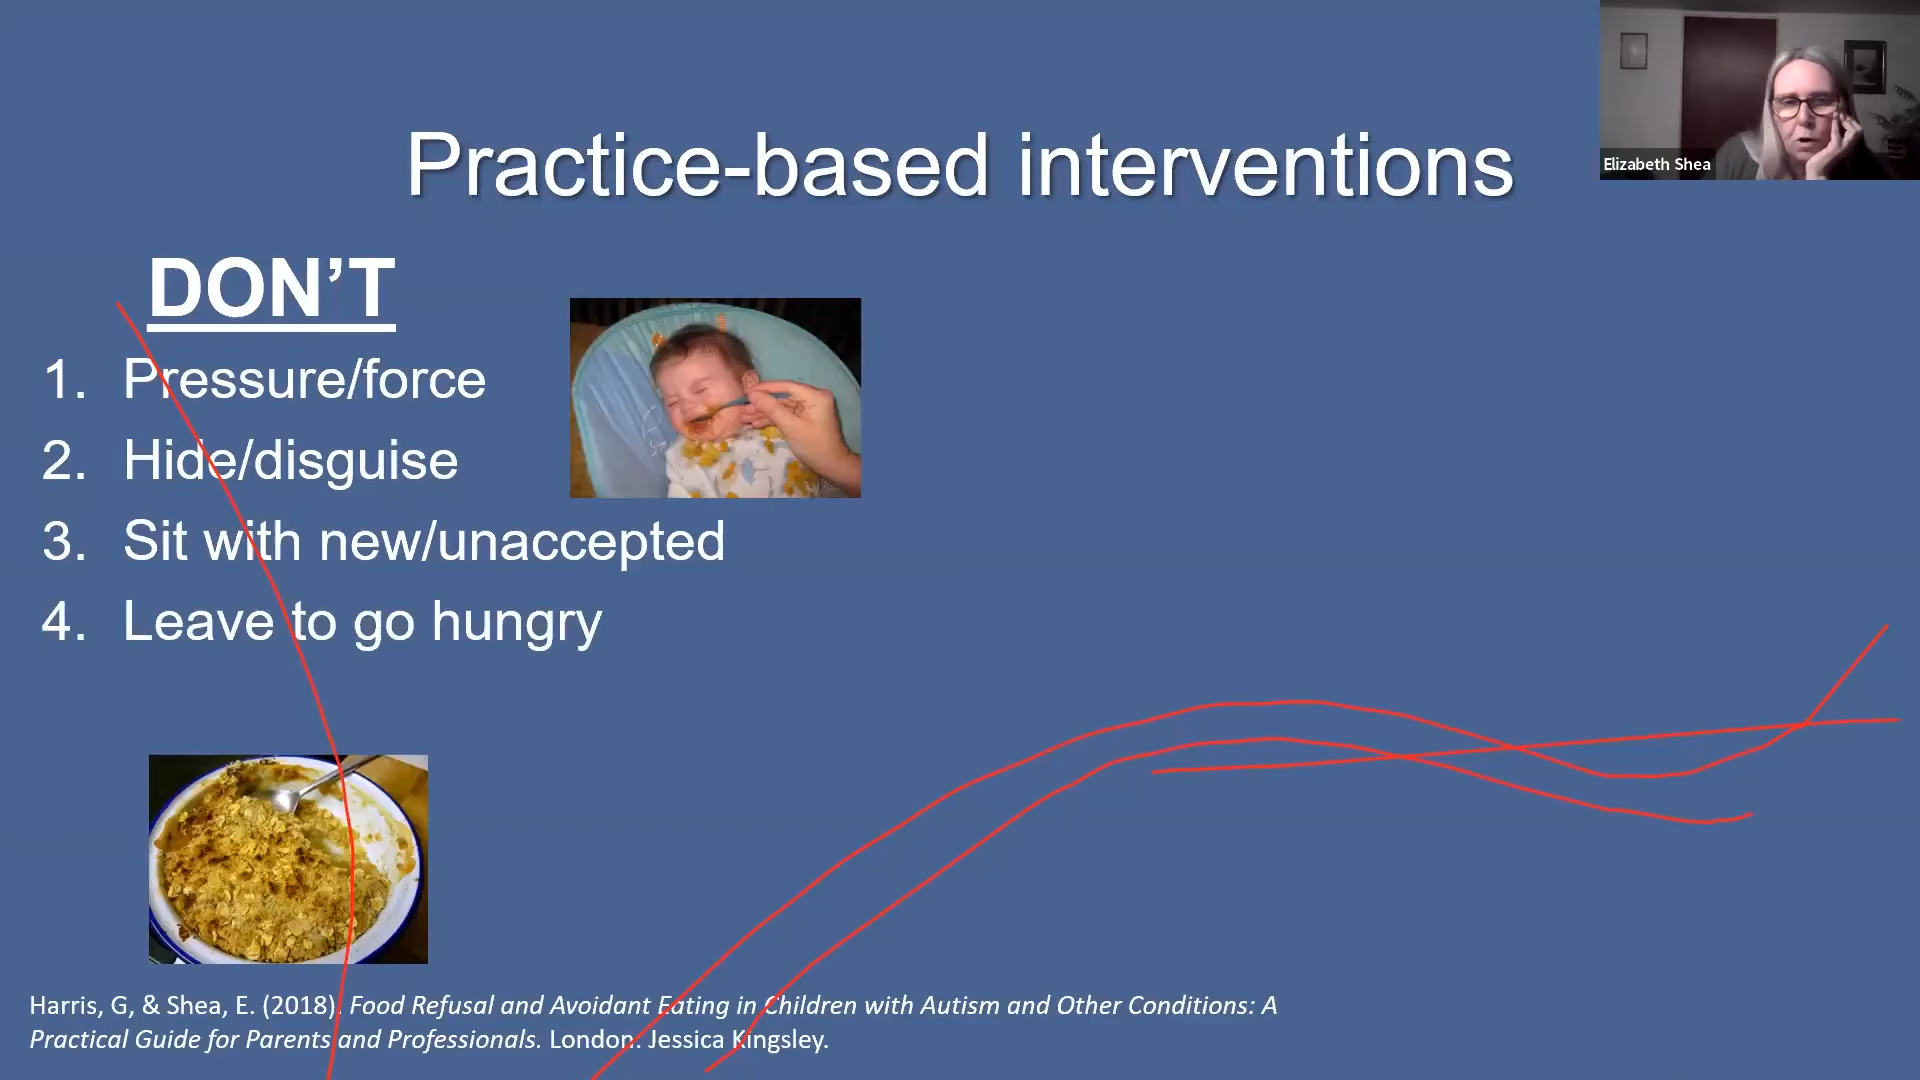 Practice-based interventions
Elizabeth Shea
DON’T
1. Pressure/force
2. Hide/disguise
3. Sit with new/unaccepted
4. Leave to go hungry
Harris, G, & Shea, E. (2018). Food Refusal and Avoidant Eating in Children with Autism and Other Conditions: A
Practical Guide for Parents and Professionals. London: Jessica Kingsley.